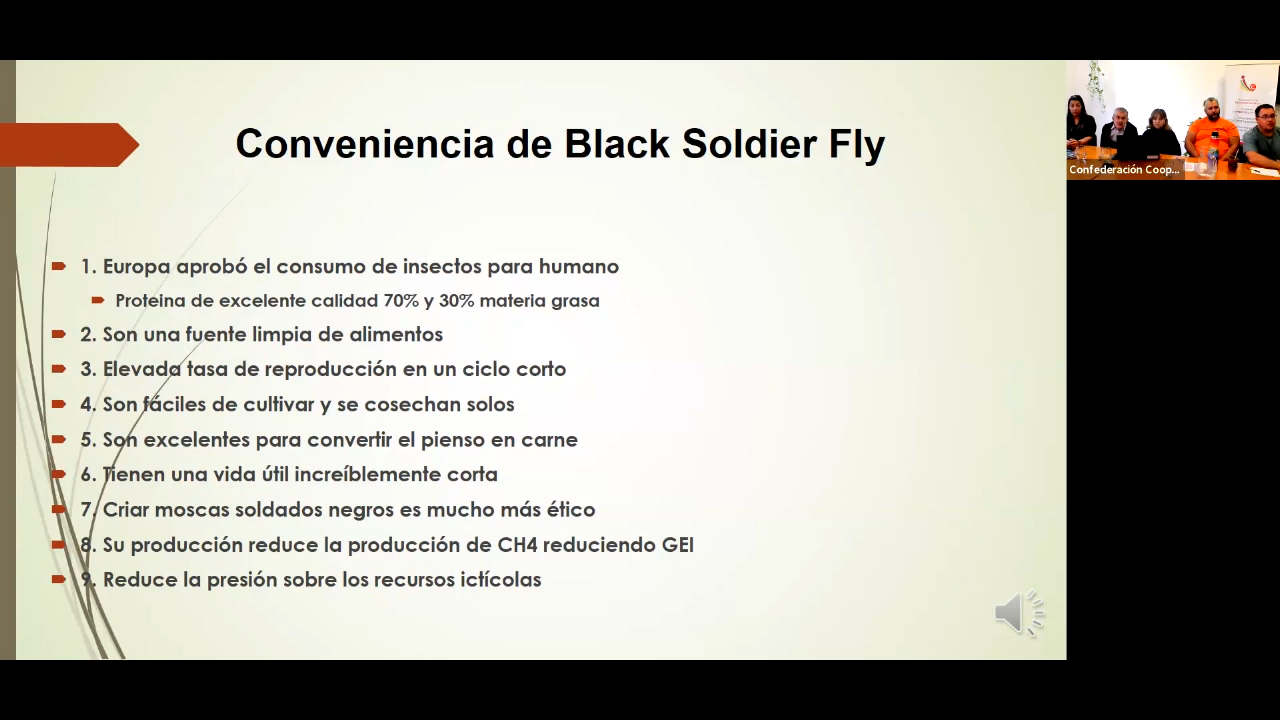 Conveniencia de Black Soldier Fly
1. Europa aprobó el consumo de insectos para humano
Proteina de excelente calidad 70% y 30% materia grasa
2. Son una fuente limpia de alimentos
3. Elevada tasa de reproducción en un ciclo corto
4. Son fáciles de cultivar y se cosechan solos
5. Son excelentes para convertir el pienso en carne
6. Tienen una vida útil increíblemente corta
7. Criar moscas soldados negros es mucho más ético
8. Su producción reduce la producción de CH4 reduciendo GEI
9. Reduce la presión sobre los recursos ictícolas
Confederación Coop...